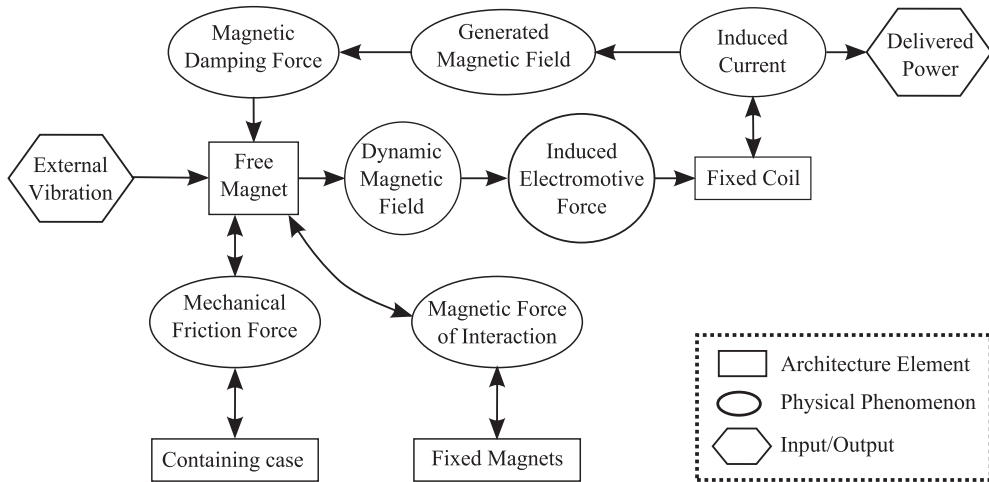 Magnetic
Damping Force
Generated
Magnetic Field
Induced
Current
Delivered
Power
External
Vibration
Free
Magnet
Dynamic
Magnetic
Field
Induced
Electromotive
Force
Fixed Coil
Mechanical
Friction Force
Magnetic Force
of Interaction
Containing case
Fixed Magnets
Architecture Element
Physical Phenomenon
Input/Output